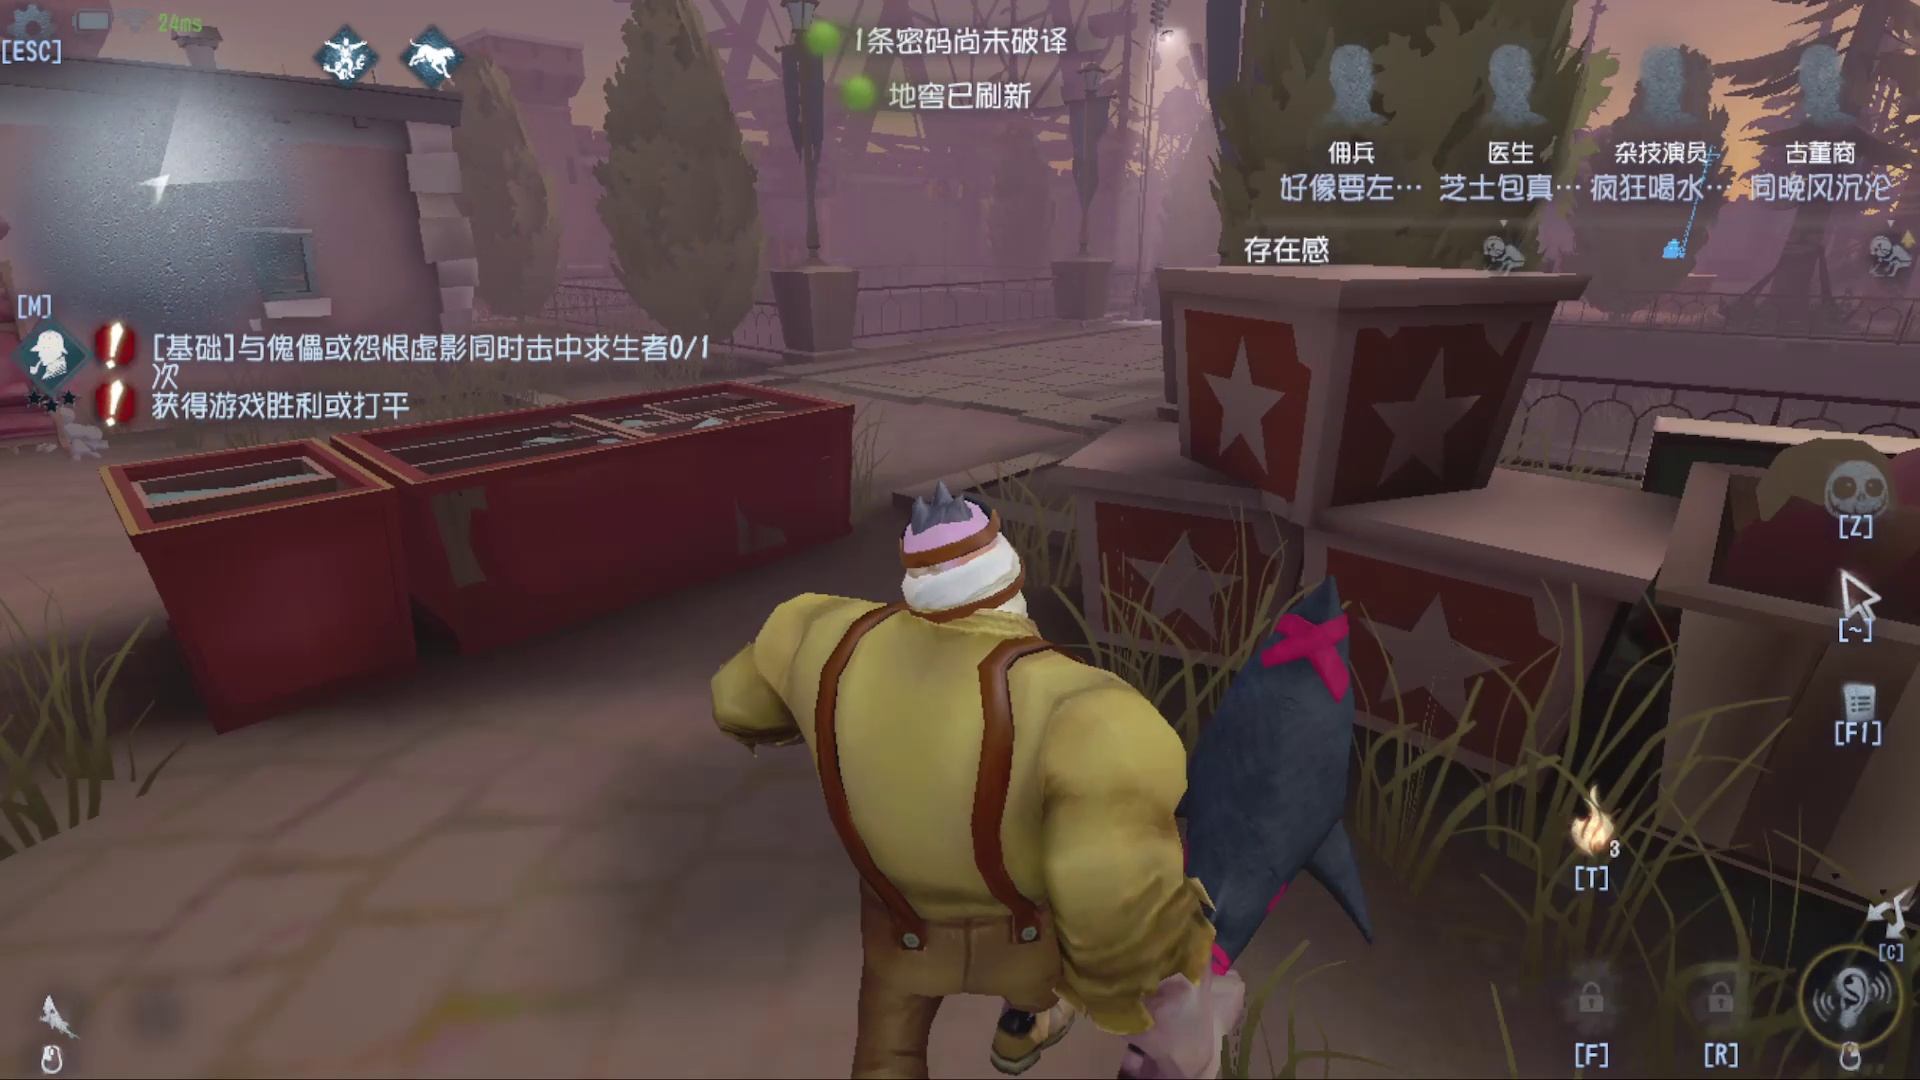 24ms
[ESC]
1条密码尚未破译
地窖已刷新
佣兵 医生 杂技演员 古董商
好像要左… 芝士包真… 疯狂喝水… 同晚风沉沦
存在感
[M]
[基础]与傀儡或怨恨虚影同时击中求生者0/1
次
获得游戏胜利或打平
[Z]
[~]
[F1]
3
[T]
[C]
[F]
[R]